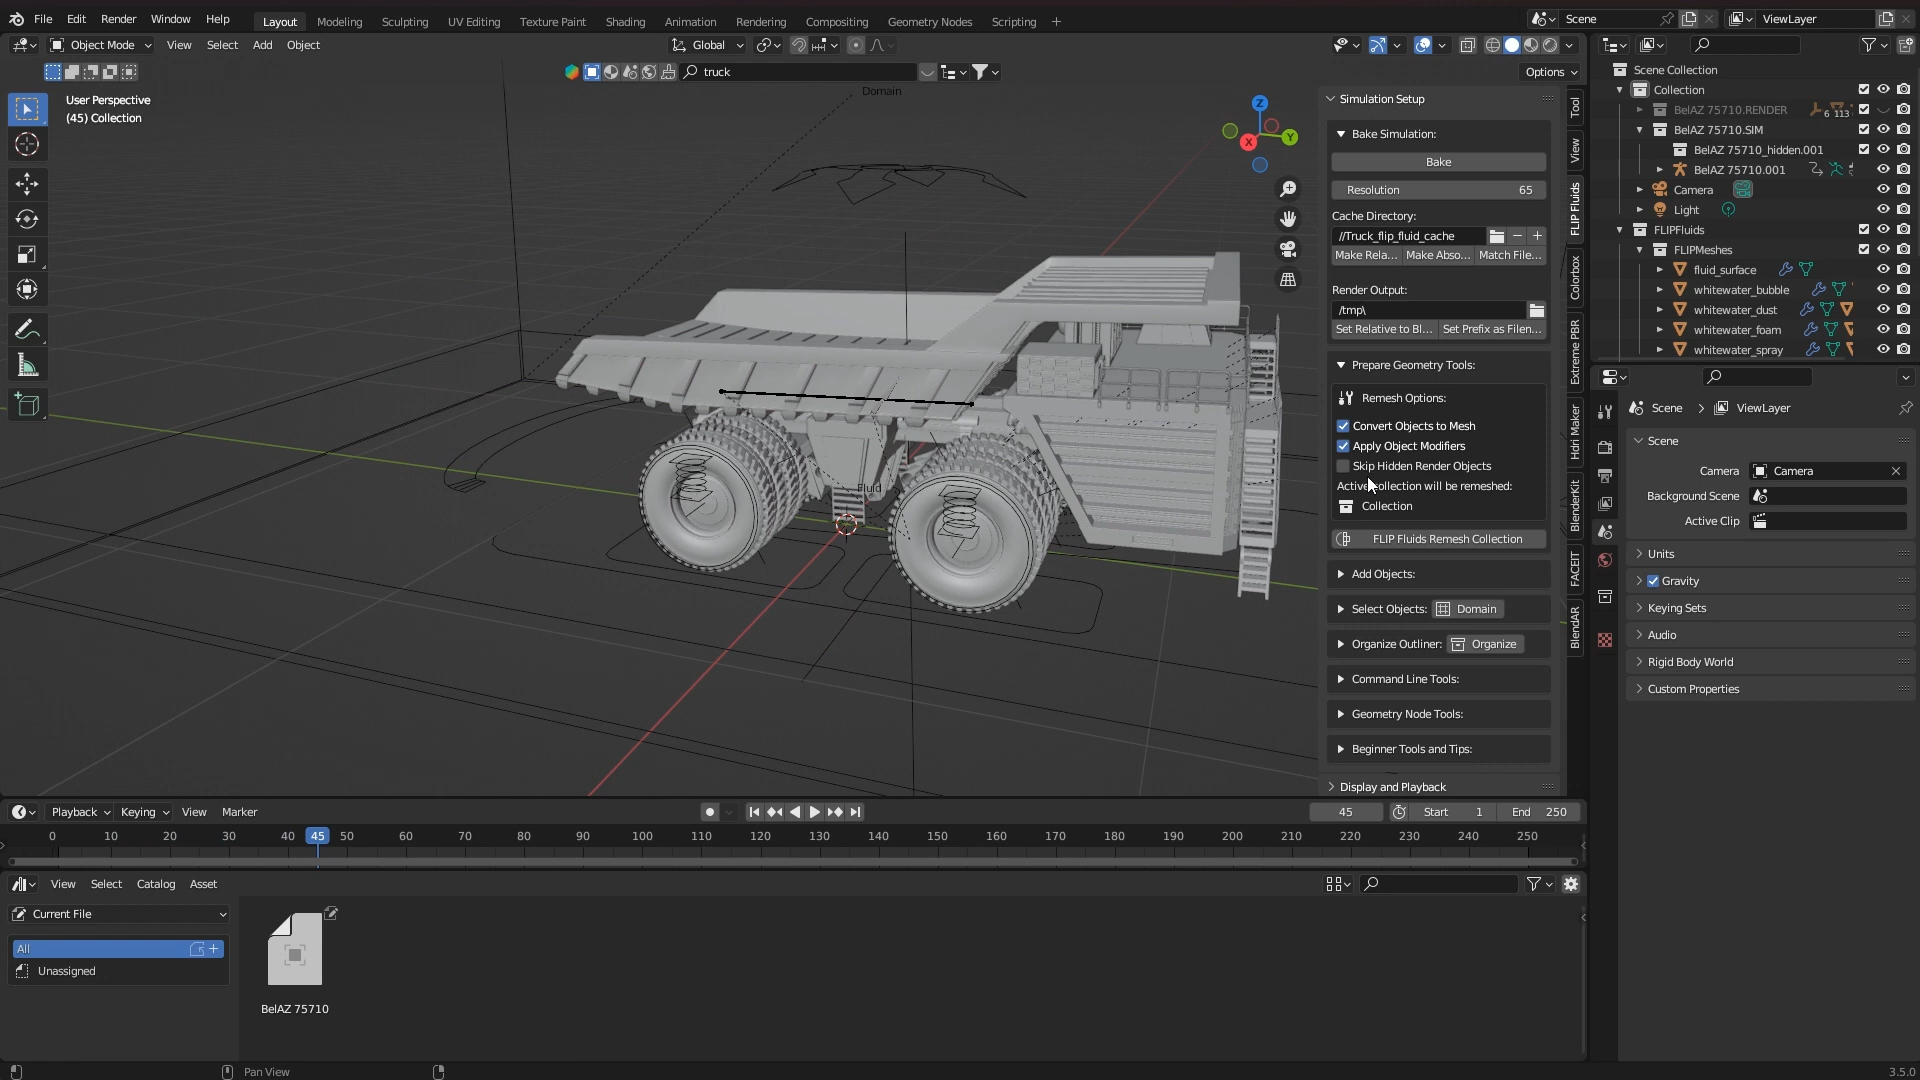 File Edit Render Window Help Layout Modeling Sculpting UV Editing Texture Paint Shading Animation Rendering Compositing Geometry Nodes Scripting + Scene ViewLayer
Object Mode View Select Add Object Global
truck Options
User Perspective
(45) Collection
Domain
Fluid
Z
Y
X
Simulation Setup
Bake Simulation:
Bake
Resolution 65
Cache Directory:
//Truck_flip_fluid_cache
Make Rela... Make Abso... Match File...
Render Output:
/tmp\
Set Relative to Bl... Set Prefix as Filen...
Prepare Geometry Tools:
Remesh Options:
Convert Objects to Mesh
Apply Object Modifiers
Skip Hidden Render Objects
Active collection will be remeshed:
Collection
FLIP Fluids Remesh Collection
Add Objects:
Select Objects: Domain
Organize Outliner: Organize
Command Line Tools:
Geometry Node Tools:
Beginner Tools and Tips:
Display and Playback
Tool
View
FLIP Fluids
Colorbox
Extreme PBR
Hdri Maker
BlenderKit
FACEIT
BlendAR
Scene Collection
Collection
BelAZ 75710.RENDER 6 113
BelAZ 75710.SIM
BelAZ 75710_hidden.001
BelAZ 75710.001
Camera
Light
FLIPFluids
FLIPMeshes
fluid_surface
whitewater_bubble
whitewater_dust
whitewater_foam
whitewater_spray
Scene > ViewLayer
Scene
Camera Camera
Background Scene
Active Clip
Units
Gravity
Keying Sets
Audio
Rigid Body World
Custom Properties
Playback Keying View Marker 45 Start 1 End 250
0 10 20 30 40 45 50 60 70 80 90 100 110 120 130 140 150 160 170 180 190 200 210 220 230 240 250
View Select Catalog Asset
Current File
All
Unassigned
BelAZ 75710
Pan View 3.5.0